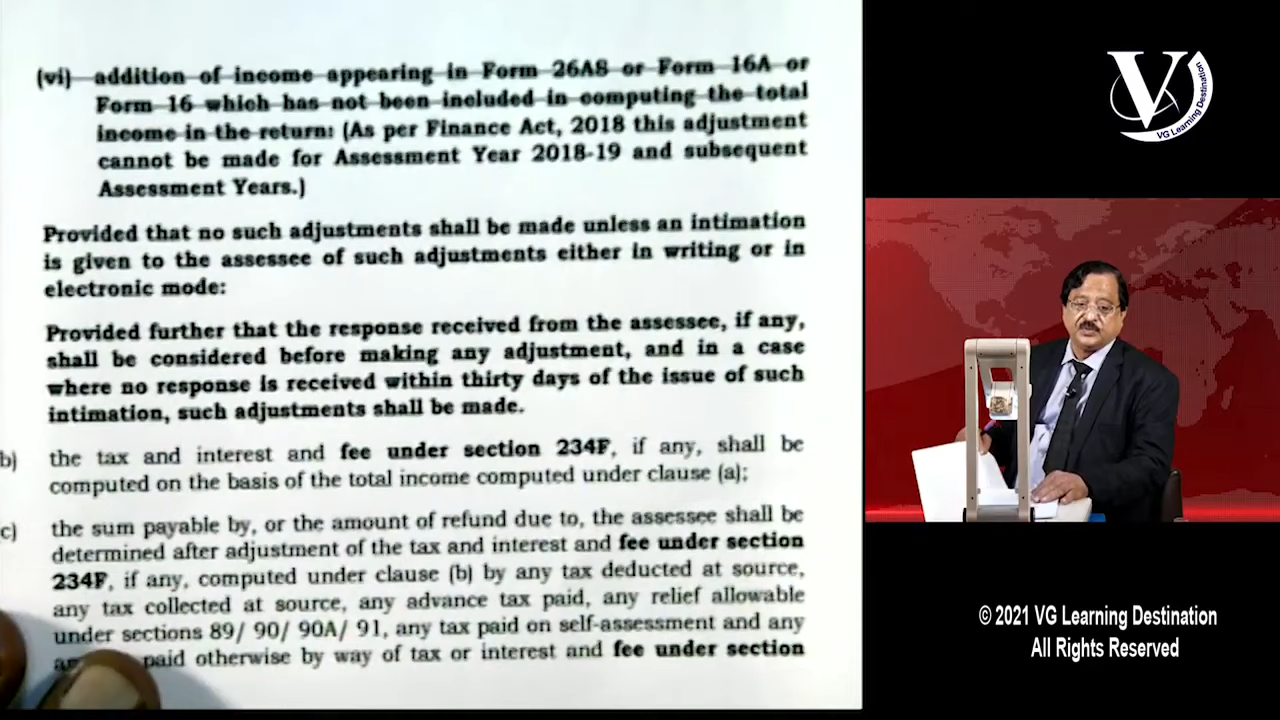 (vi) addition of income appearing in Form 26AS or Form 16A or
Form 16 which has not been included in computing the total
income in the return: (As per Finance Act, 2018 this adjustment
cannot be made for Assessment Year 2018-19 and subsequent
Assessment Years.)
Provided that no such adjustments shall be made unless an intimation
is given to the assessee of such adjustments either in writing or in
electronic mode:
Provided further that the response received from the assessee, if any,
shall be considered before making any adjustment, and in a case
where no response is received within thirty days of the issue of such
intimation, such adjustments shall be made.
b) the tax and interest and fee under section 234F, if any, shall be
computed on the basis of the total income computed under clause (a);
c) the sum payable by, or the amount of refund due to, the assessee shall be
determined after adjustment of the tax and interest and fee under section
234F, if any, computed under clause (b) by any tax deducted at source,
any tax collected at source, any advance tax paid, any relief allowable
under sections 89/ 90/ 90A/ 91, any tax paid on self-assessment and any
paid otherwise by way of tax or interest and fee under section
V
VG Learning Destination
© 2021 VG Learning Destination
All Rights Reserved